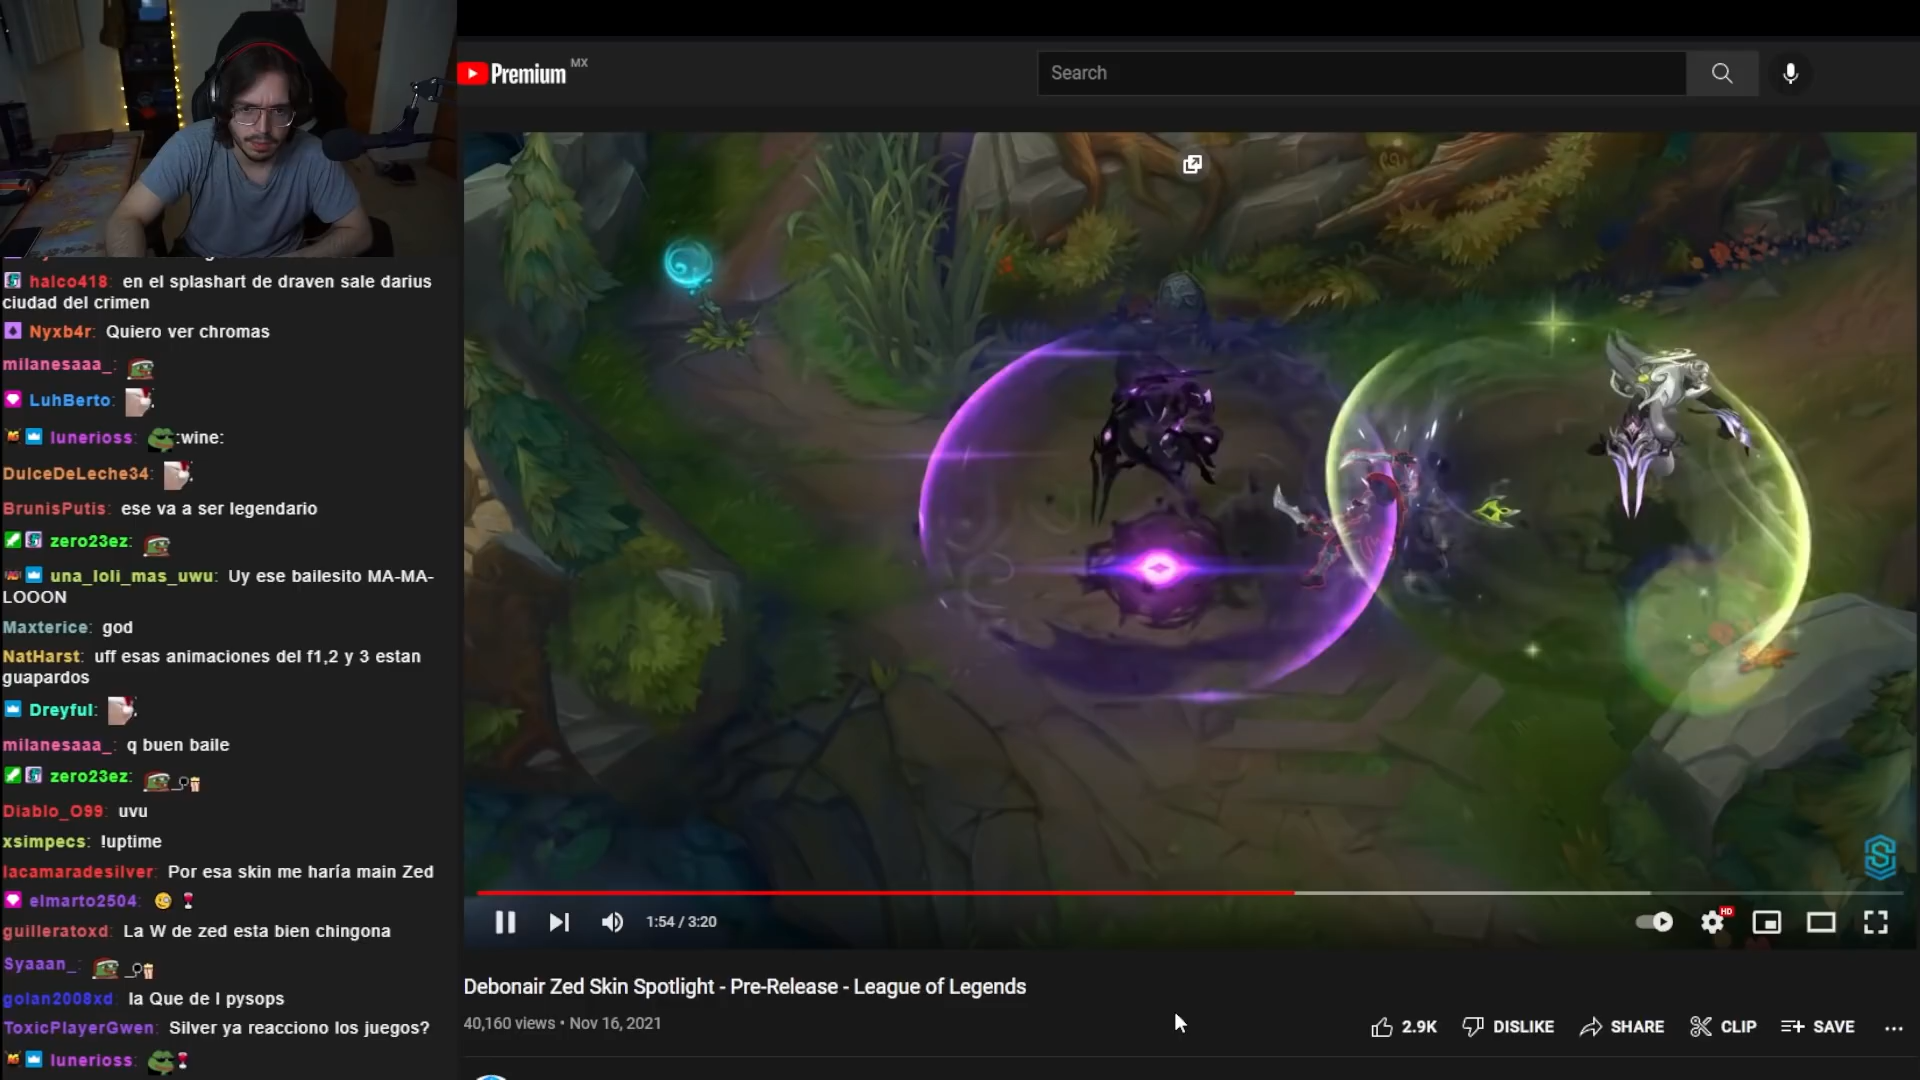 Premium MX
Search
halco418: en el splashart de draven sale darius
ciudad del crimen
Nyxb4r: Quiero ver chromas
milanesaaa_:
LuhBerto:
lunerioss: :wine:
DulceDeLeche34:
BrunisPutis: ese va a ser legendario
zero23ez:
una_loli_mas_uwu: Uy ese bailesito MA-MA-
LOOON
Maxterice: god
NatHarst: uff esas animaciones del f1,2 y 3 estan
guapardos
Dreyful:
milanesaaa_: q buen baile
zero23ez:
Diablo_O99: uvu
xsimpecs: !uptime
lacamaradesilver: Por esa skin me haría main Zed
elmarto2504:
guilleratoxd: La W de zed esta bien chingona
Syaaan_:
golan2008xd: la Que de l pysops
ToxicPlayerGwen: Silver ya reacciono los juegos?
lunerioss:
1:54 / 3:20
HD
Debonair Zed Skin Spotlight - Pre-Release - League of Legends
40,160 views • Nov 16, 2021
2.9K DISLIKE SHARE CLIP SAVE